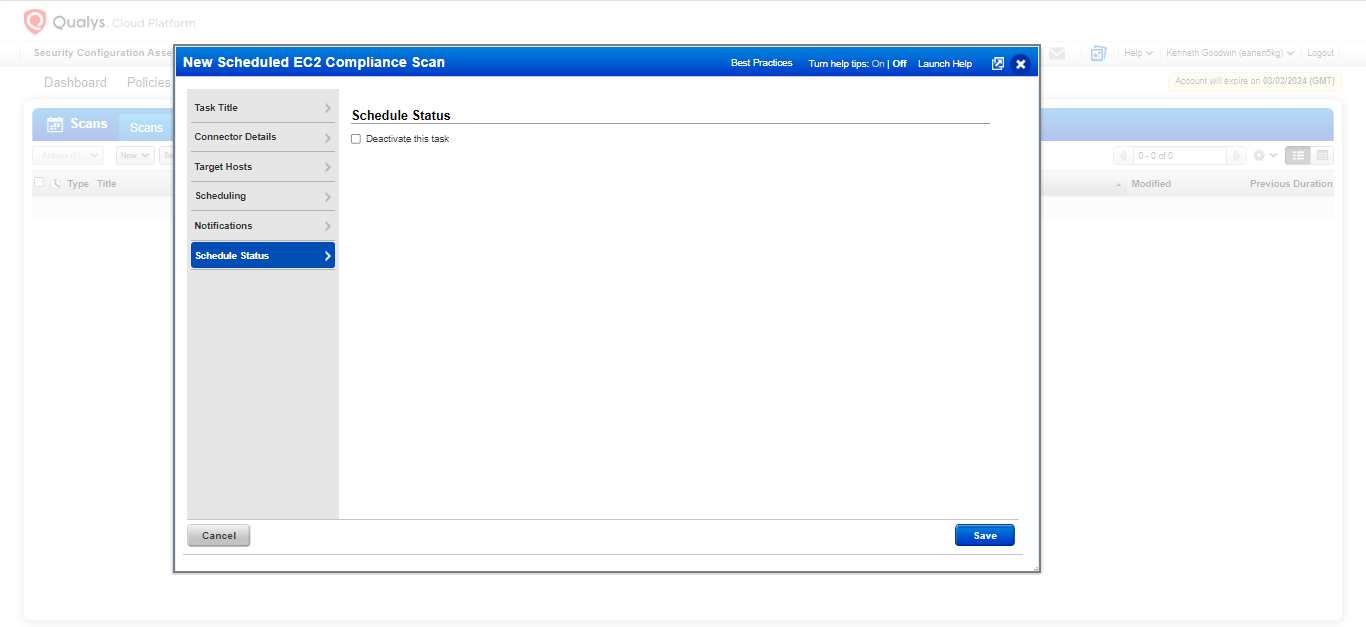 Qualys. Cloud Platform
Security Configuration Asse
Help
Kenneth Goodwin (eanen6kg)
Logout
Dashboard
Policies
Account will expire on 03/03/2024 (GMT)
Scans
Scans
Actions (0)
New
Se
0 - 0 of 0
Type
Title
Modified
Previous Duration
New Scheduled EC2 Compliance Scan
Best Practices
Turn help tips: On | Off
Launch Help
Task Title
Connector Details
Target Hosts
Scheduling
Notifications
Schedule Status
Schedule Status
Deactivate this task
Cancel
Save